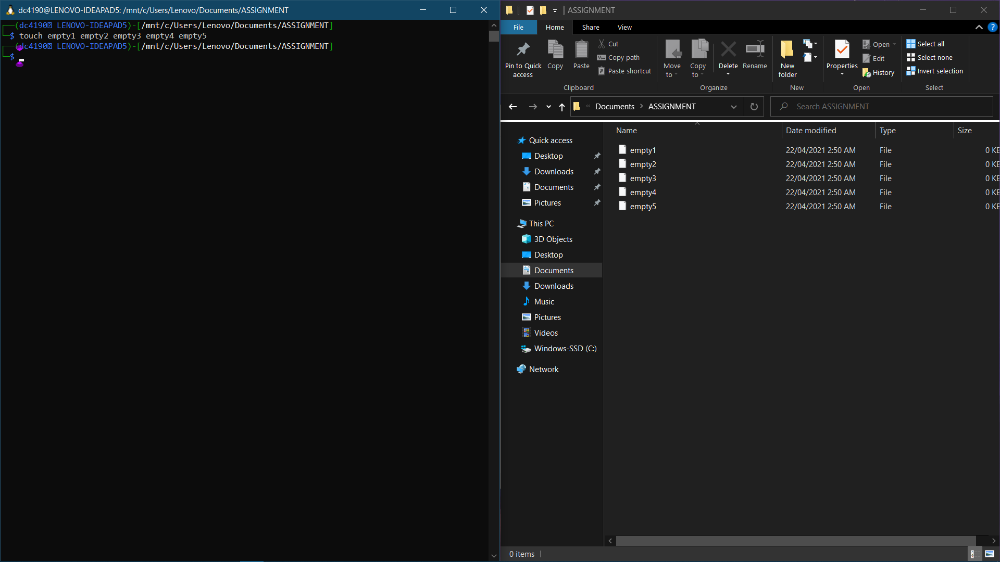 dc4190@LENOVO-IDEAPAD5: /mnt/c/Users/Lenovo/Documents/ASSIGNMENT
(dc4190 LENOVO-IDEAPAD5)-[/mnt/c/Users/Lenovo/Documents/ASSIGNMENT]
$ touch empty1 empty2 empty3 empty4 empty5
(dc4190 LENOVO-IDEAPAD5)-[/mnt/c/Users/Lenovo/Documents/ASSIGNMENT]
$
ASSIGNMENT
File Home Share View
Pin to Quick access
Copy
Paste
Cut
Copy path
Paste shortcut
Clipboard
Move to
Copy to
Delete
Rename
Organize
New folder
New
Properties
Open
Edit
History
Open
Select all
Select none
Invert selection
Select
« Documents > ASSIGNMENT
Search ASSIGNMENT
Quick access
Desktop
Downloads
Documents
Pictures
This PC
3D Objects
Desktop
Documents
Downloads
Music
Pictures
Videos
Windows-SSD (C:)
Network
Name Date modified Type Size
empty1 22/04/2021 2:50 AM File 0 KB
empty2 22/04/2021 2:50 AM File 0 KB
empty3 22/04/2021 2:50 AM File 0 KB
empty4 22/04/2021 2:50 AM File 0 KB
empty5 22/04/2021 2:50 AM File 0 KB
0 items